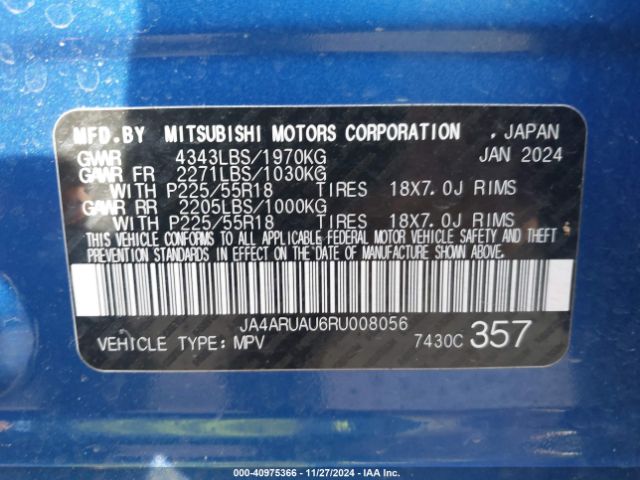 MFD.BY MITSUBISHI MOTORS CORPORATION , JAPAN
GVWR 4343LBS/1970KG JAN 2024
GAWR FR 2271LBS/1030KG
WITH P225/55R18 TIRES 18X7.0J RIMS
GAWR RR 2205LBS/1000KG
WITH P225/55R18 TIRES 18X7.0J RIMS
THIS VEHICLE CONFORMS TO ALL APPLICABLE FEDERAL MOTOR VEHICLE SAFETY AND THEFT
PREVENTION STANDARDS IN EFFECT ON THE DATE OF MANUFACTURE SHOWN ABOVE.
JA4ARUAU6RU008056
VEHICLE TYPE: MPV 7430C 357
© - 40975366 - 11/27/2024 - IAA Inc.